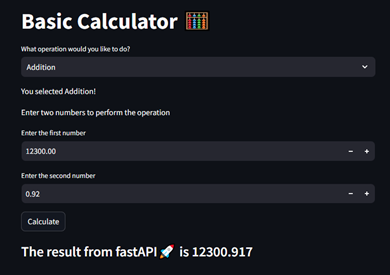 Basic Calculator 🧮
What operation would you like to do?
Addition
You selected Addition!
Enter two numbers to perform the operation
Enter the first number
12300.00 − +
Enter the second number
0.92 − +
Calculate
The result from fastAPI 🚀 is 12300.917